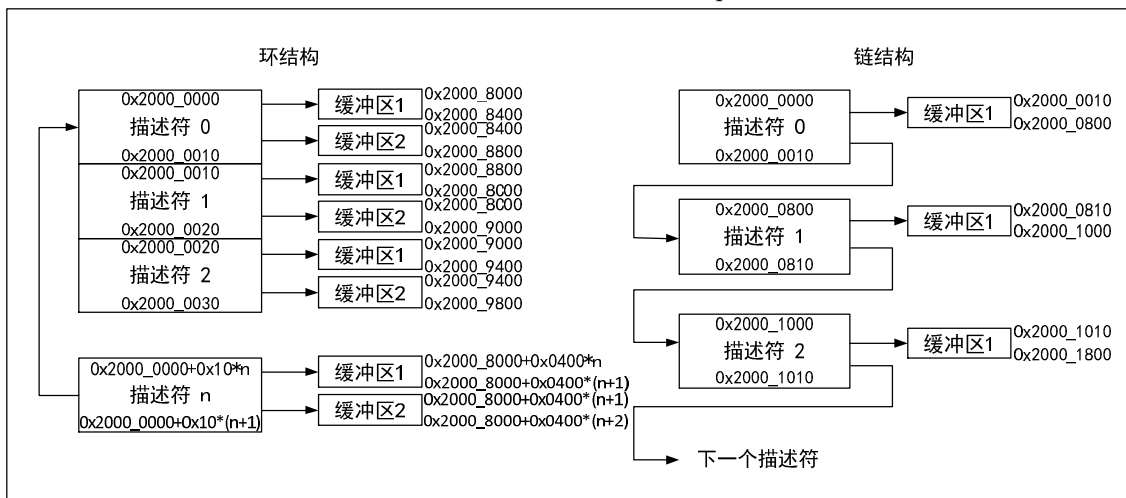 环结构
0x2000_0000
描述符 0
0x2000_0010
缓冲区1
0x2000_8000
0x2000_8400
缓冲区2
0x2000_8400
0x2000_8800
0x2000_0010
描述符 1
0x2000_0020
缓冲区1
0x2000_8800
0x2000_8C00
缓冲区2
0x2000_8C00
0x2000_9000
0x2000_0020
描述符 2
0x2000_0030
缓冲区1
0x2000_9000
0x2000_9400
缓冲区2
0x2000_9400
0x2000_9800
0x2000_0000+0x10*n
描述符 n
0x2000_0000+0x10*(n+1)
缓冲区1
0x2000_8000+0x0400*n
0x2000_8000+0x0400*(n+1)
缓冲区2
0x2000_8000+0x0400*(n+1)
0x2000_8000+0x0400*(n+2)
链结构
0x2000_0000
描述符 0
0x2000_0010
缓冲区1
0x2000_0010
0x2000_0800
0x2000_0800
描述符 1
0x2000_0810
缓冲区1
0x2000_0810
0x2000_1000
0x2000_1000
描述符 2
0x2000_1010
缓冲区1
0x2000_1010
0x2000_1800
下一个描述符